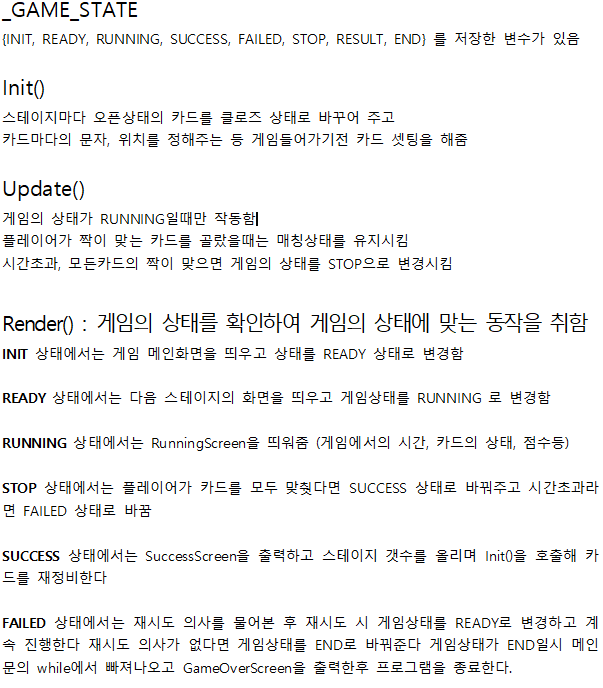 _GAME_STATE
{INIT, READY, RUNNING, SUCCESS, FAILED, STOP, RESULT, END} 를 저장한 변수가 있음
Init()
스테이지마다 오픈상태의 카드를 클로즈 상태로 바꾸어 주고
카드마다의 문자, 위치를 정해주는 등 게임들어가기전 카드 셋팅을 해줌
Update()
게임의 상태가 RUNNING일때만 작동함
플레이어가 짝이 맞는 카드를 골랐을때는 매칭상태를 유지시킴
시간초과, 모든카드의 짝이 맞으면 게임의 상태를 STOP으로 변경시킴
Render() : 게임의 상태를 확인하여 게임의 상태에 맞는 동작을 취함
INIT 상태에서는 게임 메인화면을 띄우고 상태를 READY 상태로 변경함
READY 상태에서는 다음 스테이지의 화면을 띄우고 게임상태를 RUNNING 로 변경함
RUNNING 상태에서는 RunningScreen을 띄워줌 (게임에서의 시간, 카드의 상태, 점수등)
STOP 상태에서는 플레이어가 카드를 모두 맞췃다면 SUCCESS 상태로 바꿔주고 시간초과라
면 FAILED 상태로 바꿈
SUCCESS 상태에서는 SuccessScreen을 출력하고 스테이지 갯수를 올리며 Init()을 호출해 카
드를 재정비한다
FAILED 상태에서는 재시도 의사를 물어본 후 재시도 시 게임상태를 READY로 변경하고 계
속 진행한다 재시도 의사가 없다면 게임상태를 END로 바꿔준다 게임상태가 END일시 메인
문의 while에서 빠져나오고 GameOverScreen을 출력한후 프로그램을 종료한다.